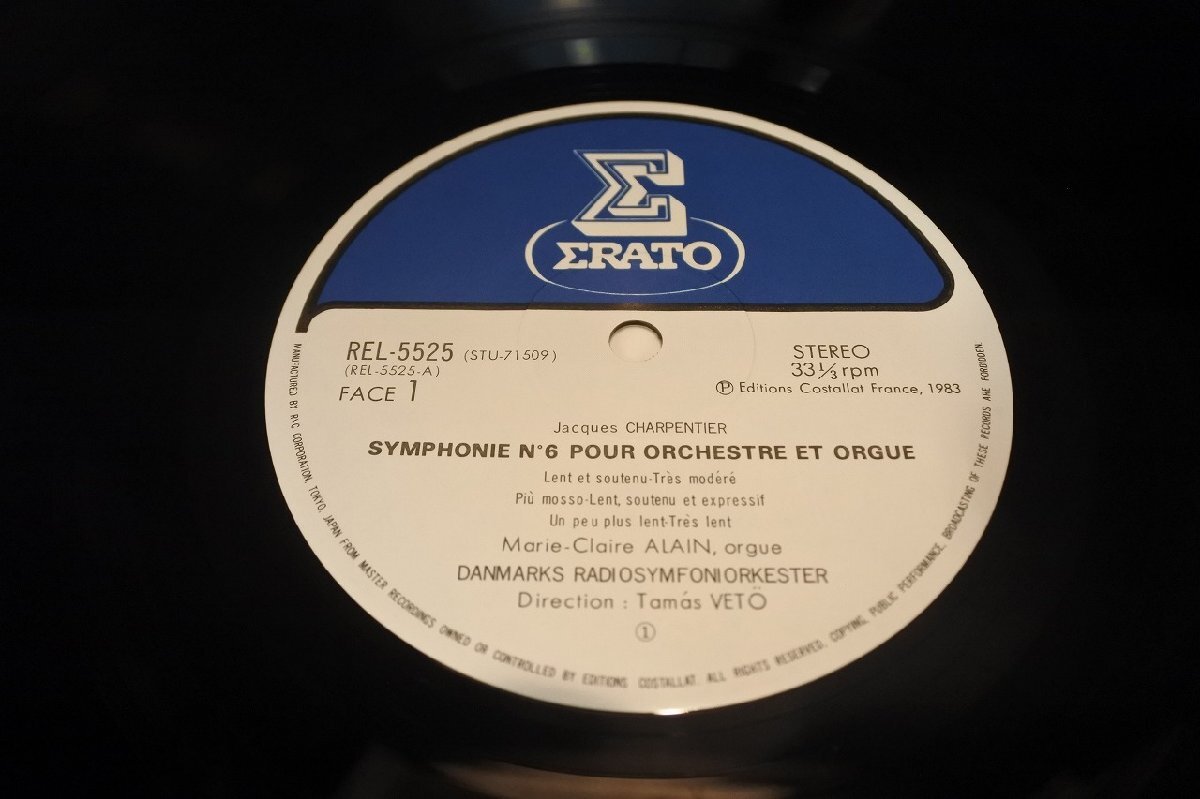 Σ
ΣRATO
REL-5525 (STU-71509)
(REL-5525-A)
FACE 1
STEREO
33⅓ rpm
Ⓟ Editions Costallat France, 1983
Jacques CHARPENTIER
SYMPHONIE N°6 POUR ORCHESTRE ET ORGUE
Lent et soutenu-Très modéré
Più mosso-Lent, soutenu et expressif
Un peu plus lent-Très lent
Marie-Claire ALAIN, orgue
DANMARKS RADIOSYMFONIORKESTER
Direction : Tamás VETÖ
①
MANUFACTURED BY RVC CORPORATION, TOKYO, JAPAN FROM MASTER RECORDINGS OWNED OR CONTROLLED BY EDITIONS COSTALLAT. ALL RIGHTS RESERVED. COPYING, PUBLIC PERFORMANCE, BROADCASTING OF THESE RECORDS ARE FORBIDDEN.